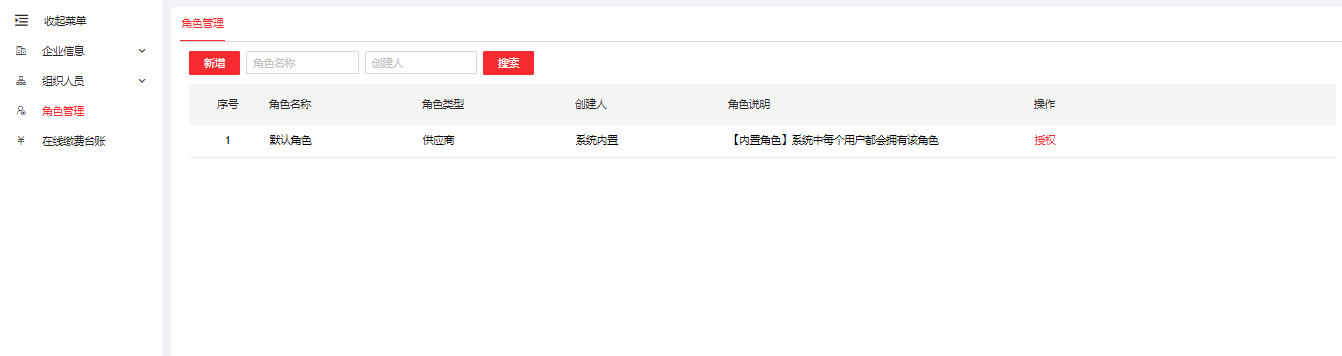 收起菜单
企业信息
组织人员
角色管理
在线缴费台账
角色管理
新增 角色名称 创建人 搜索
序号 角色名称 角色类型 创建人 角色说明 操作
1 默认角色 供应商 系统内置 【内置角色】系统中每个用户都会拥有该角色 授权